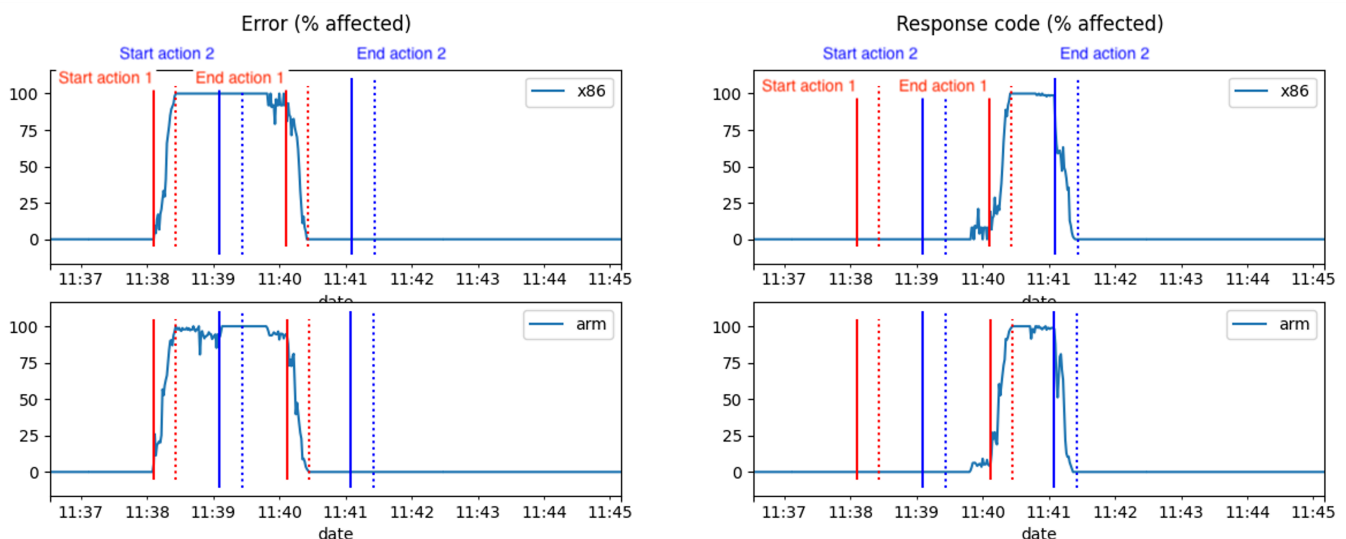 Error (% affected)
Start action 2
End action 2
Start action 1
End action 1
x86
100
75
50
25
0
11:37 11:38 11:39 11:40 11:41 11:42 11:43 11:44 11:45
date
arm
100
75
50
25
0
11:37 11:38 11:39 11:40 11:41 11:42 11:43 11:44 11:45
date
Response code (% affected)
Start action 2
End action 2
Start action 1
End action 1
x86
100
75
50
25
0
11:37 11:38 11:39 11:40 11:41 11:42 11:43 11:44 11:45
date
arm
100
75
50
25
0
11:37 11:38 11:39 11:40 11:41 11:42 11:43 11:44 11:45
date